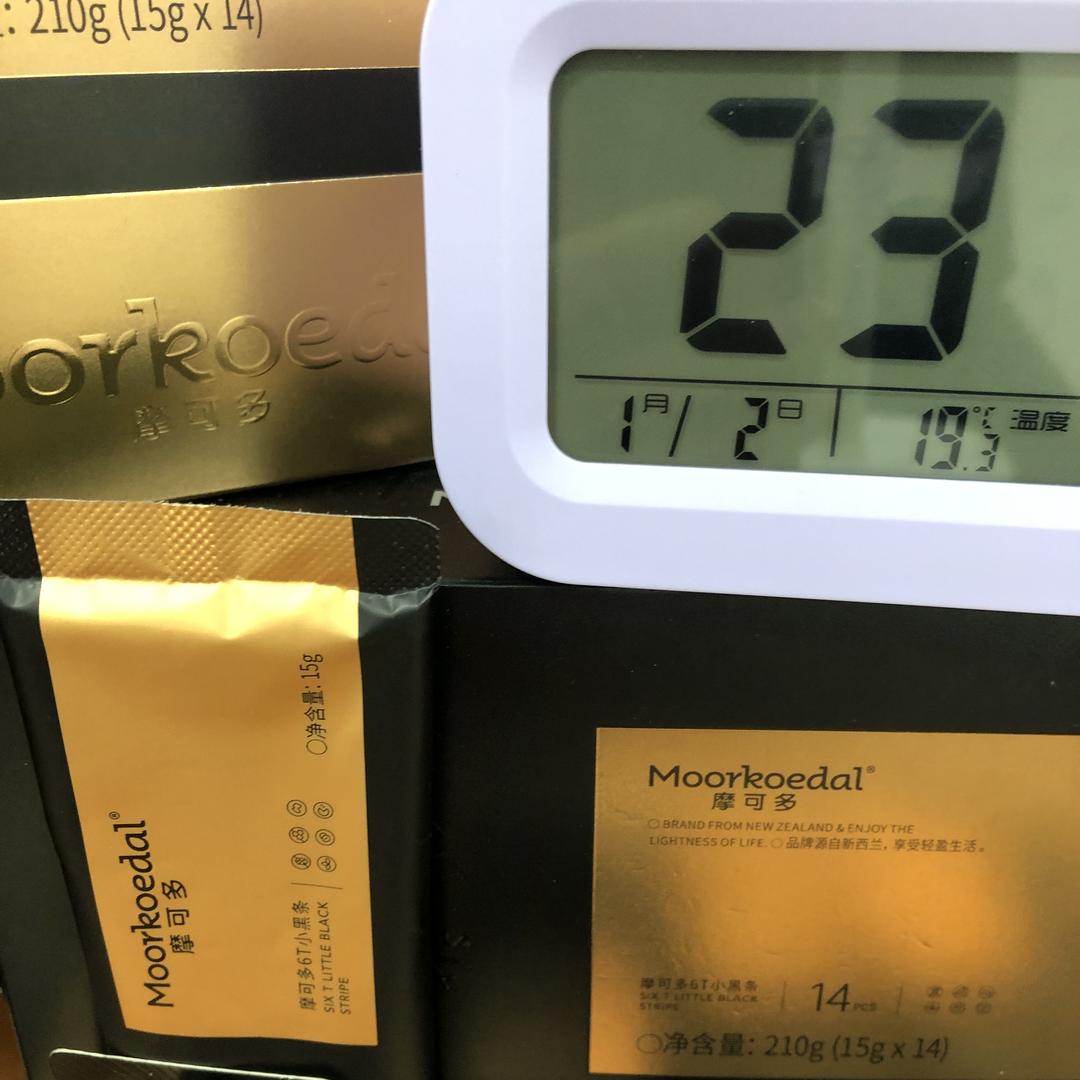 : 210g (15g x 14)
oorkoeda
摩可多
23
1月/ 2日 19.3℃ 温度
Moorkoedal®
摩可多
摩可多6T小黑条
SIX T LITTLE BLACK
STRIPE
○净含量: 15g
Moorkoedal®
摩可多
○ BRAND FROM NEW ZEALAND & ENJOY THE
LIGHTNESS OF LIFE. ○ 品牌源自新西兰, 享受轻盈生活。
摩可多6T小黑条
SIX T LITTLE BLACK
STRIPE
14 PCS
○净含量: 210g (15g x 14)